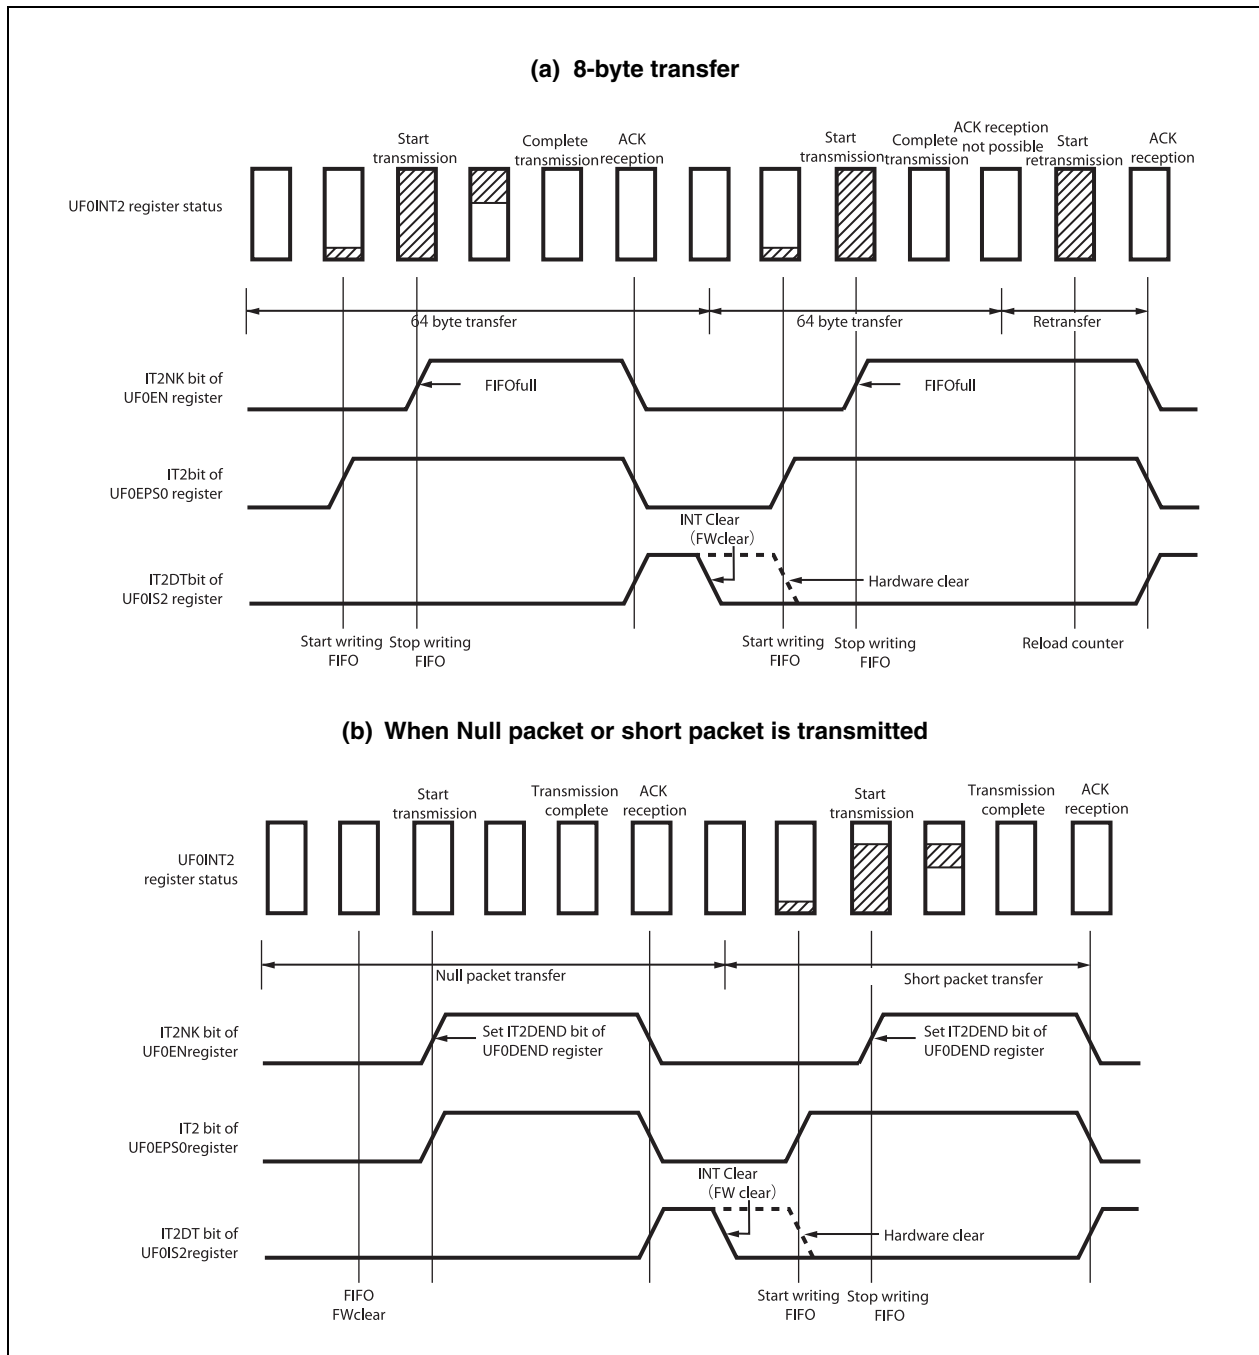 (a) 8-byte transfer
Start
transmission
Complete
transmission
ACK
reception
Start
transmission
Complete
transmission
ACK reception
not possible
Start
retransmission
ACK
reception
UF0INT2 register status
64 byte transfer
64 byte transfer
Retransfer
IT2NK bit of
UF0EN register
FIFOfull
FIFOfull
IT2bit of
UF0EPS0 register
INT Clear
(FWclear)
IT2DTbit of
UF0IS2 register
Hardware clear
Start writing
FIFO
Stop writing
FIFO
Start writing
FIFO
Stop writing
FIFO
Reload counter
(b) When Null packet or short packet is transmitted
Start
transmission
Transmission
complete
ACK
reception
Start
transmission
Transmission
complete
ACK
reception
UF0INT2
register status
Null packet transfer
Short packet transfer
IT2NK bit of
UF0ENregister
Set IT2DEND bit of
UF0DEND register
Set IT2DEND bit of
UF0DEND register
IT2 bit of
UF0EPS0register
INT Clear
(FW clear)
IT2DT bit of
UF0IS2register
Hardware clear
FIFO
FWclear
Start writing
FIFO
Stop writing
FIFO